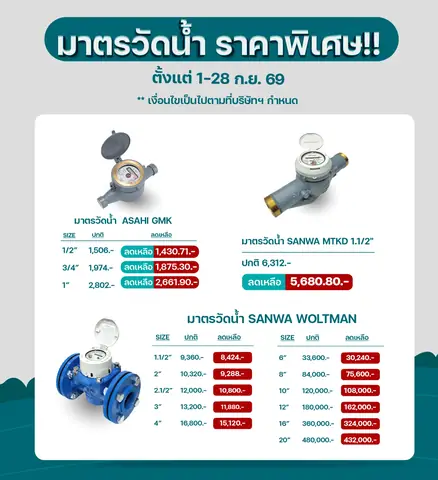 มาตรวัดน้ำ ราคาพิเศษ!!
ตั้งแต่ 1-28 ก.ย. 69
** เงื่อนไขเป็นไปตามที่บริษัทฯ กำหนด
มาตรวัดน้ำ ASAHI GMK
SIZE ปกติ ลดเหลือ
1/2" 1,506.- ลดเหลือ 1,430.71.-
3/4" 1,974.- ลดเหลือ 1,875.30.-
1" 2,802.- ลดเหลือ 2,661.90.-
มาตรวัดน้ำ SANWA MTKD 1.1/2"
ปกติ 6,312.-
ลดเหลือ 5,680.80.-
มาตรวัดน้ำ SANWA WOLTMAN
SIZE ปกติ ลดเหลือ
1.1/2" 9,360.- 8,424.-
2" 10,320.- 9,288.-
2.1/2" 12,000.- 10,800.-
3" 13,200.- 11,880.-
4" 16,800.- 15,120.-
SIZE ปกติ ลดเหลือ
6" 33,600.- 30,240.-
8" 84,000.- 75,600.-
10" 120,000.- 108,000.-
12" 180,000.- 162,000.-
16" 360,000.- 324,000.-
20" 480,000.- 432,000.-